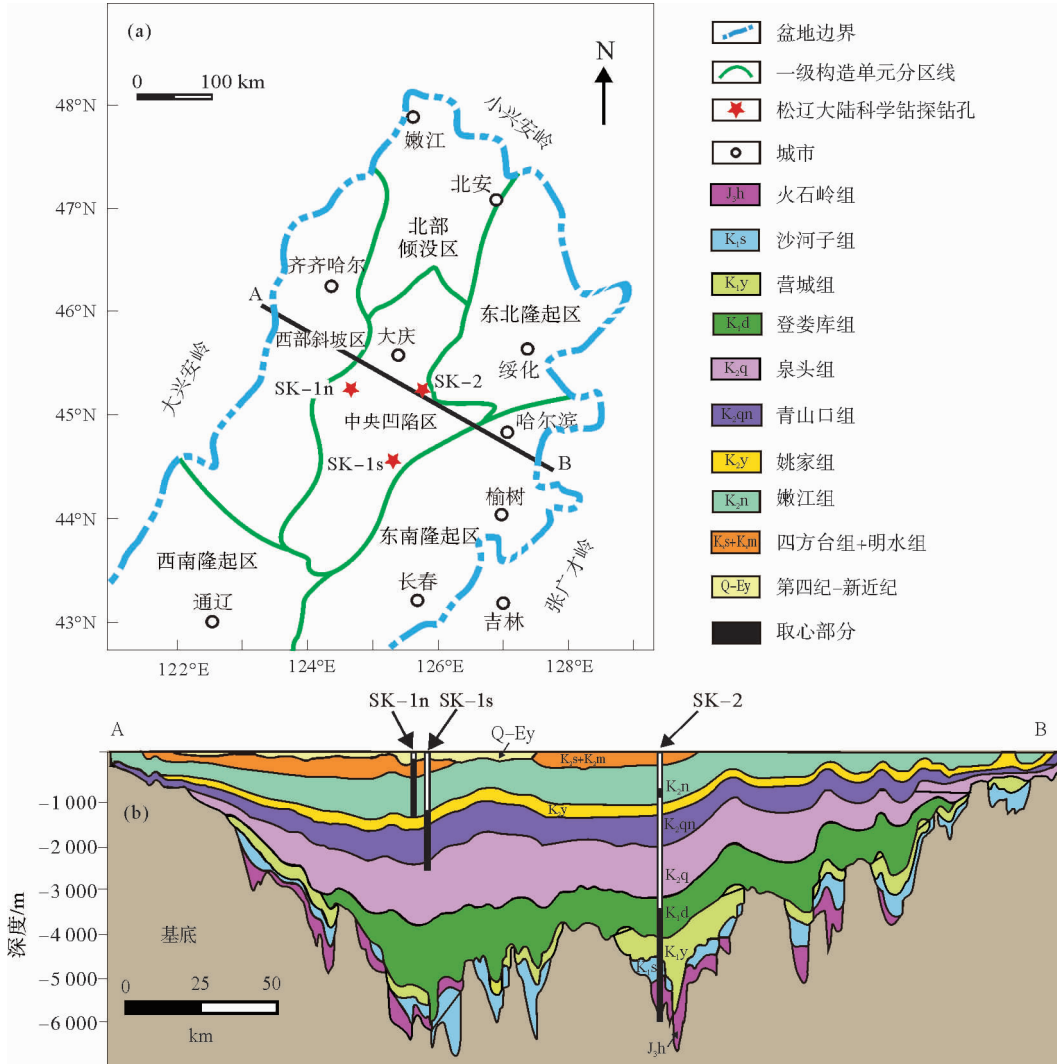 (a)
0 100 km
N
48°N
47°N
46°N
45°N
44°N
43°N
122°E
124°E
126°E
128°E
小兴安岭
嫩江
北安
北部
倾没区
齐齐哈尔
A
东北隆起区
西部斜坡区
大庆
绥化
大兴安岭
SK-1n
SK-2
中央凹陷区
哈尔滨
SK-1s
B
榆树
东南隆起区
西南隆起区
张广才岭
长春
通辽
吉林
盆地边界
一级构造单元分区线
松辽大陆科学钻探钻孔
城市
J₃h 火石岭组
K₁s 沙河子组
K₁y 营城组
K₁d 登娄库组
K₂q 泉头组
K₂qn 青山口组
K₂y 姚家组
K₂n 嫩江组
K₂s+K₂m 四方台组+明水组
Q-Ey 第四纪-新近纪
取心部分
SK-1n SK-1s
SK-2
A
Q-Ey
B
K₂s+K₂m
K₂n
-1 000
(b)
K₂y
K₂qn
-2 000
K₂q
-3 000
K₁d
深度/m
-4 000
基底
K₁y
K₁s
-5 000
0 25 50
km
-6 000
J₃h